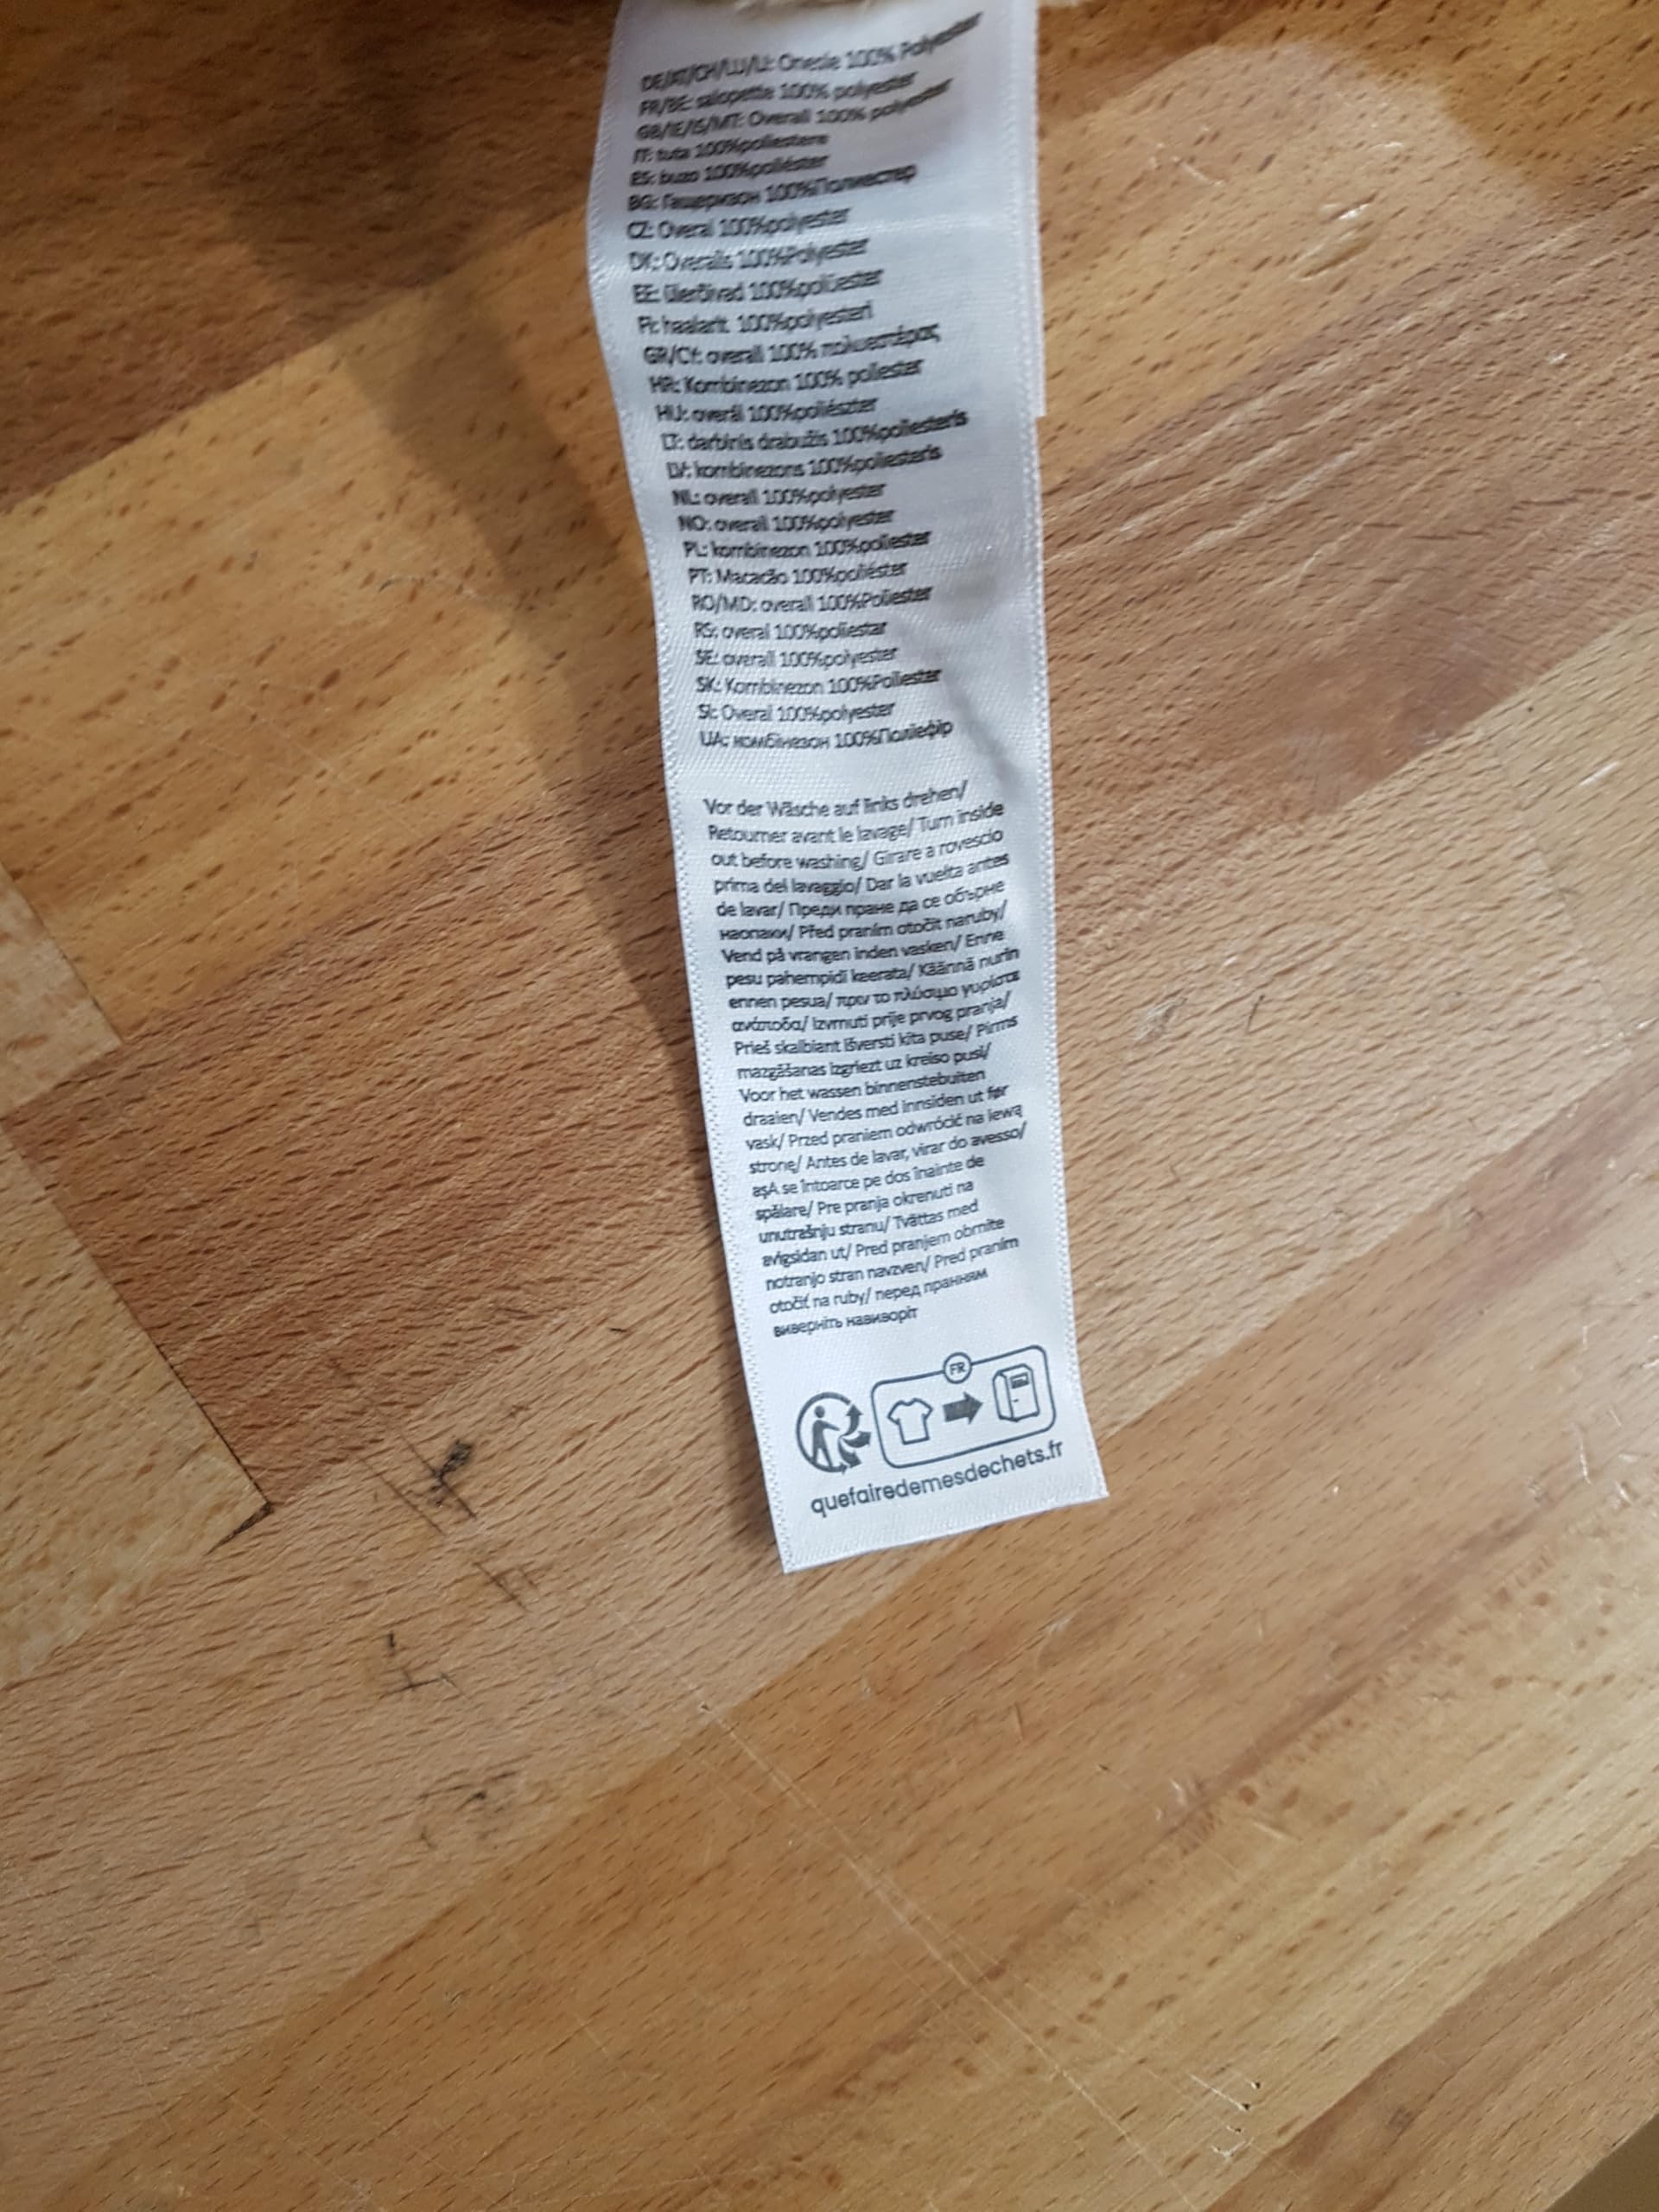 DE/AT/CH/LU/LI: Onesie 100% Polyester
FR/BE: salopette 100% polyester
GB/IE/IS/MT: Overall 100% polyester
IT: tuta 100%poliestere
ES: buzo 100%poliéster
BG: Гащеризон 100%Полиестер
CZ: Overal 100%polyester
DK: Overalls 100%Polyester
EE: ülerõivad 100%polüester
FI: haalarit 100%polyesteri
GR/CY: overall 100% πολυεστέρας
HR: Kombinezon 100% poliester
HU: overál 100%poliészter
LT: darbinis drabužis 100%poliesteris
LV: kombinezons 100%poliesteris
NL: overall 100%polyester
NO: overall 100%polyester
PL: kombinezon 100%poliester
PT: Macacão 100%poliéster
RO/MD: overall 100%Poliester
RS: overal 100%poliestar
SE: overall 100%polyester
SK: Kombinezon 100%Poliester
SI: Overal 100%polyester
UA: комбінезон 100%Поліефір
Vor der Wäsche auf links drehen/
Retourner avant le lavage/ Turn inside
out before washing/ Girare a rovescio
prima del lavaggio/ Dar la vuelta antes
de lavar/ Преди пране да се обърне
наопаки/ Před praním otočit naruby/
Vend på vrangen inden vasken/ Enne
pesu pahempidi keerata/ Käännä nurin
ennen pesua/ πριν το πλύσιμο γυρίστε
ανάποδα/ Izvrnuti prije prvog pranja/
Prieš skalbiant išversti kita puse/ Pirms
mazgāšanas izgriezt uz kreiso pusi/
Voor het wassen binnenstebuiten
draaien/ Vendes med innsiden ut før
vask/ Przed praniem odwrócić na lewą
stronę/ Antes de lavar, virar do avesso/
aşA se întoarce pe dos înainte de
spălare/ Pre pranja okrenuti na
unutrašnju stranu/ Tvättas med
avigsidan ut/ Pred pranjem obrnite
notranjo stran navzven/ Pred praním
otočiť na ruby/ перед пранням
виверніть навиворіт
FR
quefairedemesdechets.fr